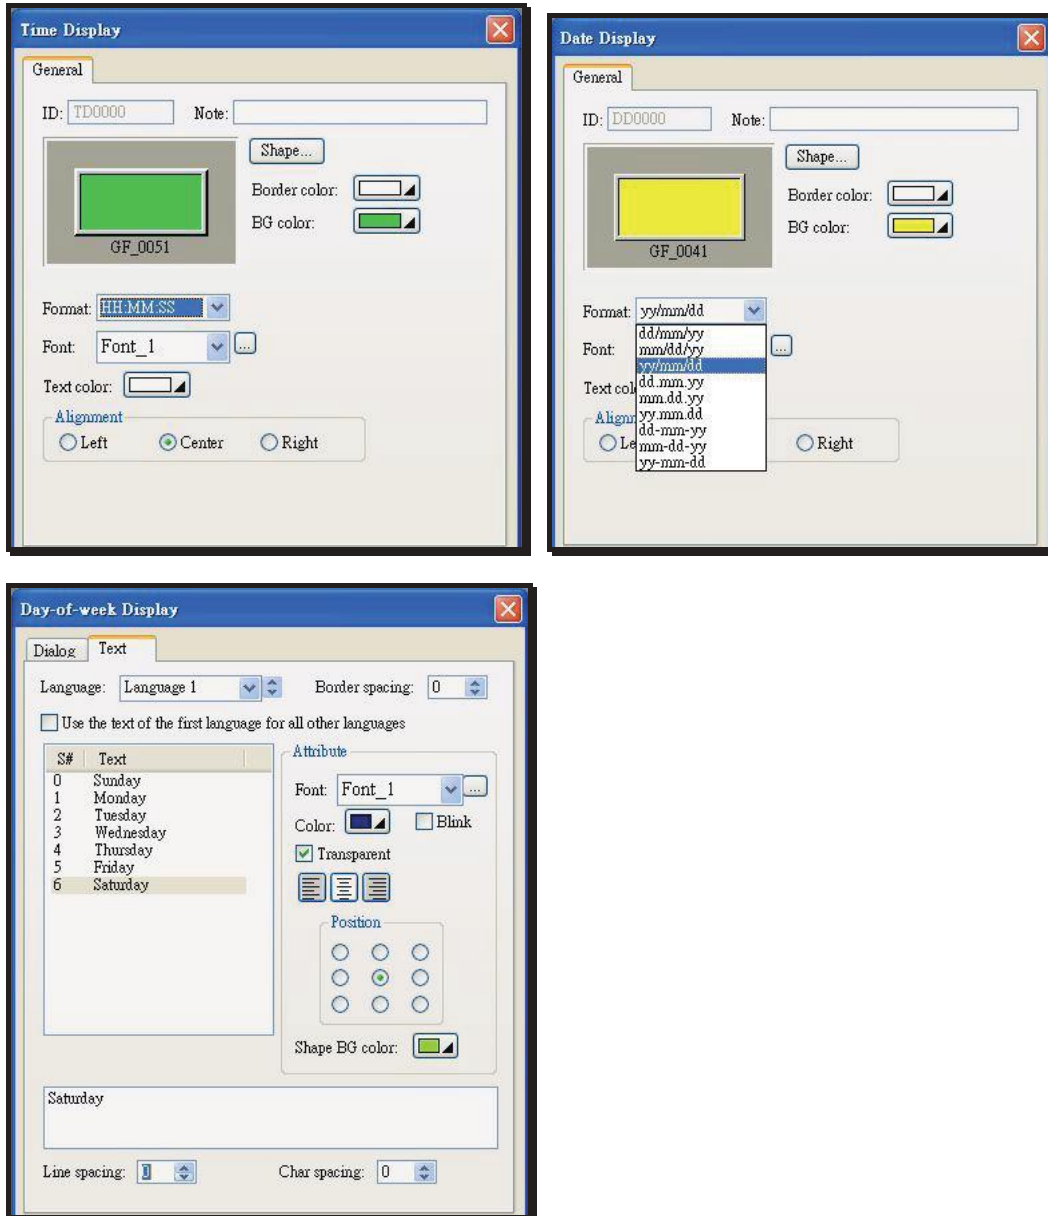 Time Display
General
ID: TD0000 Note:
Shape...
Border color:
BG color:
GF_0051
Format: HH:MM:SS
Font: Font_1 ...
Text color:
Alignment
Left Center Right
Date Display
General
ID: DD0000 Note:
Shape...
Border color:
BG color:
GF_0041
Format: yy/mm/dd
dd/mm/yy
Font: mm/dd/yy ...
yy/mm/dd
Text col dd.mm.yy
mm.dd.yy
Alignm yy.mm.dd
dd-mm-yy
Le mm-dd-yy Right
yy-mm-dd
Day-of-week Display
Dialog Text
Language: Language 1 Border spacing: 0
Use the text of the first language for all other languages
S# Text
0 Sunday
1 Monday
2 Tuesday
3 Wednesday
4 Thursday
5 Friday
6 Saturday
Attribute
Font: Font_1 ...
Color: Blink
Transparent
Position
Shape BG color:
Saturday
Line spacing: 0 Char spacing: 0